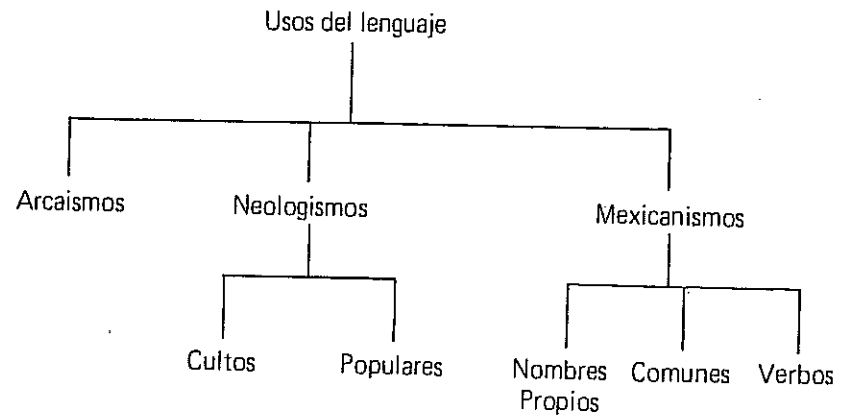 Usos del lenguaje
Arcaismos
Neologismos
Mexicanismos
Cultos
Populares
Nombres
Propios
Comunes
Verbos